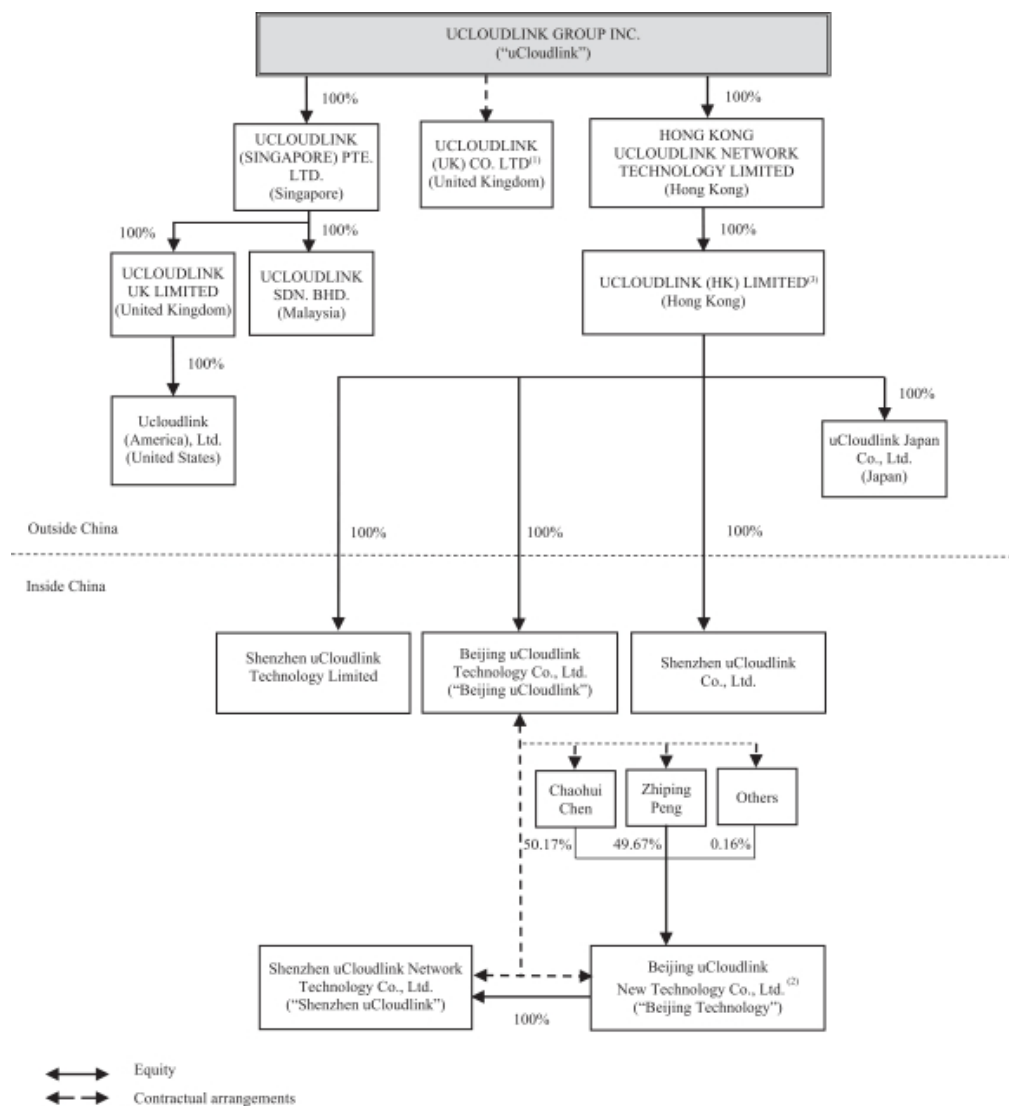 UCLOUDLINK GROUP INC.
(“uCloudlink”)
100%
100%
UCLOUDLINK
(SINGAPORE) PTE.
LTD.
(Singapore)
UCLOUDLINK
(UK) CO. LTD(1)
(United Kingdom)
HONG KONG
UCLOUDLINK NETWORK
TECHNOLOGY LIMITED
(Hong Kong)
100%
100%
100%
UCLOUDLINK
UK LIMITED
(United Kingdom)
UCLOUDLINK
SDN. BHD.
(Malaysia)
UCLOUDLINK (HK) LIMITED(3)
(Hong Kong)
100%
100%
Ucloudlink
(America), Ltd.
(United States)
uCloudlink Japan
Co., Ltd.
(Japan)
Outside China
100%
100%
100%
Inside China
Shenzhen uCloudlink
Technology Limited
Beijing uCloudlink
Technology Co., Ltd.
(“Beijing uCloudlink”)
Shenzhen uCloudlink
Co., Ltd.
Chaohui
Chen
Zhiping
Peng
Others
50.17%
49.67%
0.16%
Shenzhen uCloudlink Network
Technology Co., Ltd.
(“Shenzhen uCloudlink”)
Beijing uCloudlink
New Technology Co., Ltd.(2)
(“Beijing Technology”)
100%
Equity
Contractual arrangements